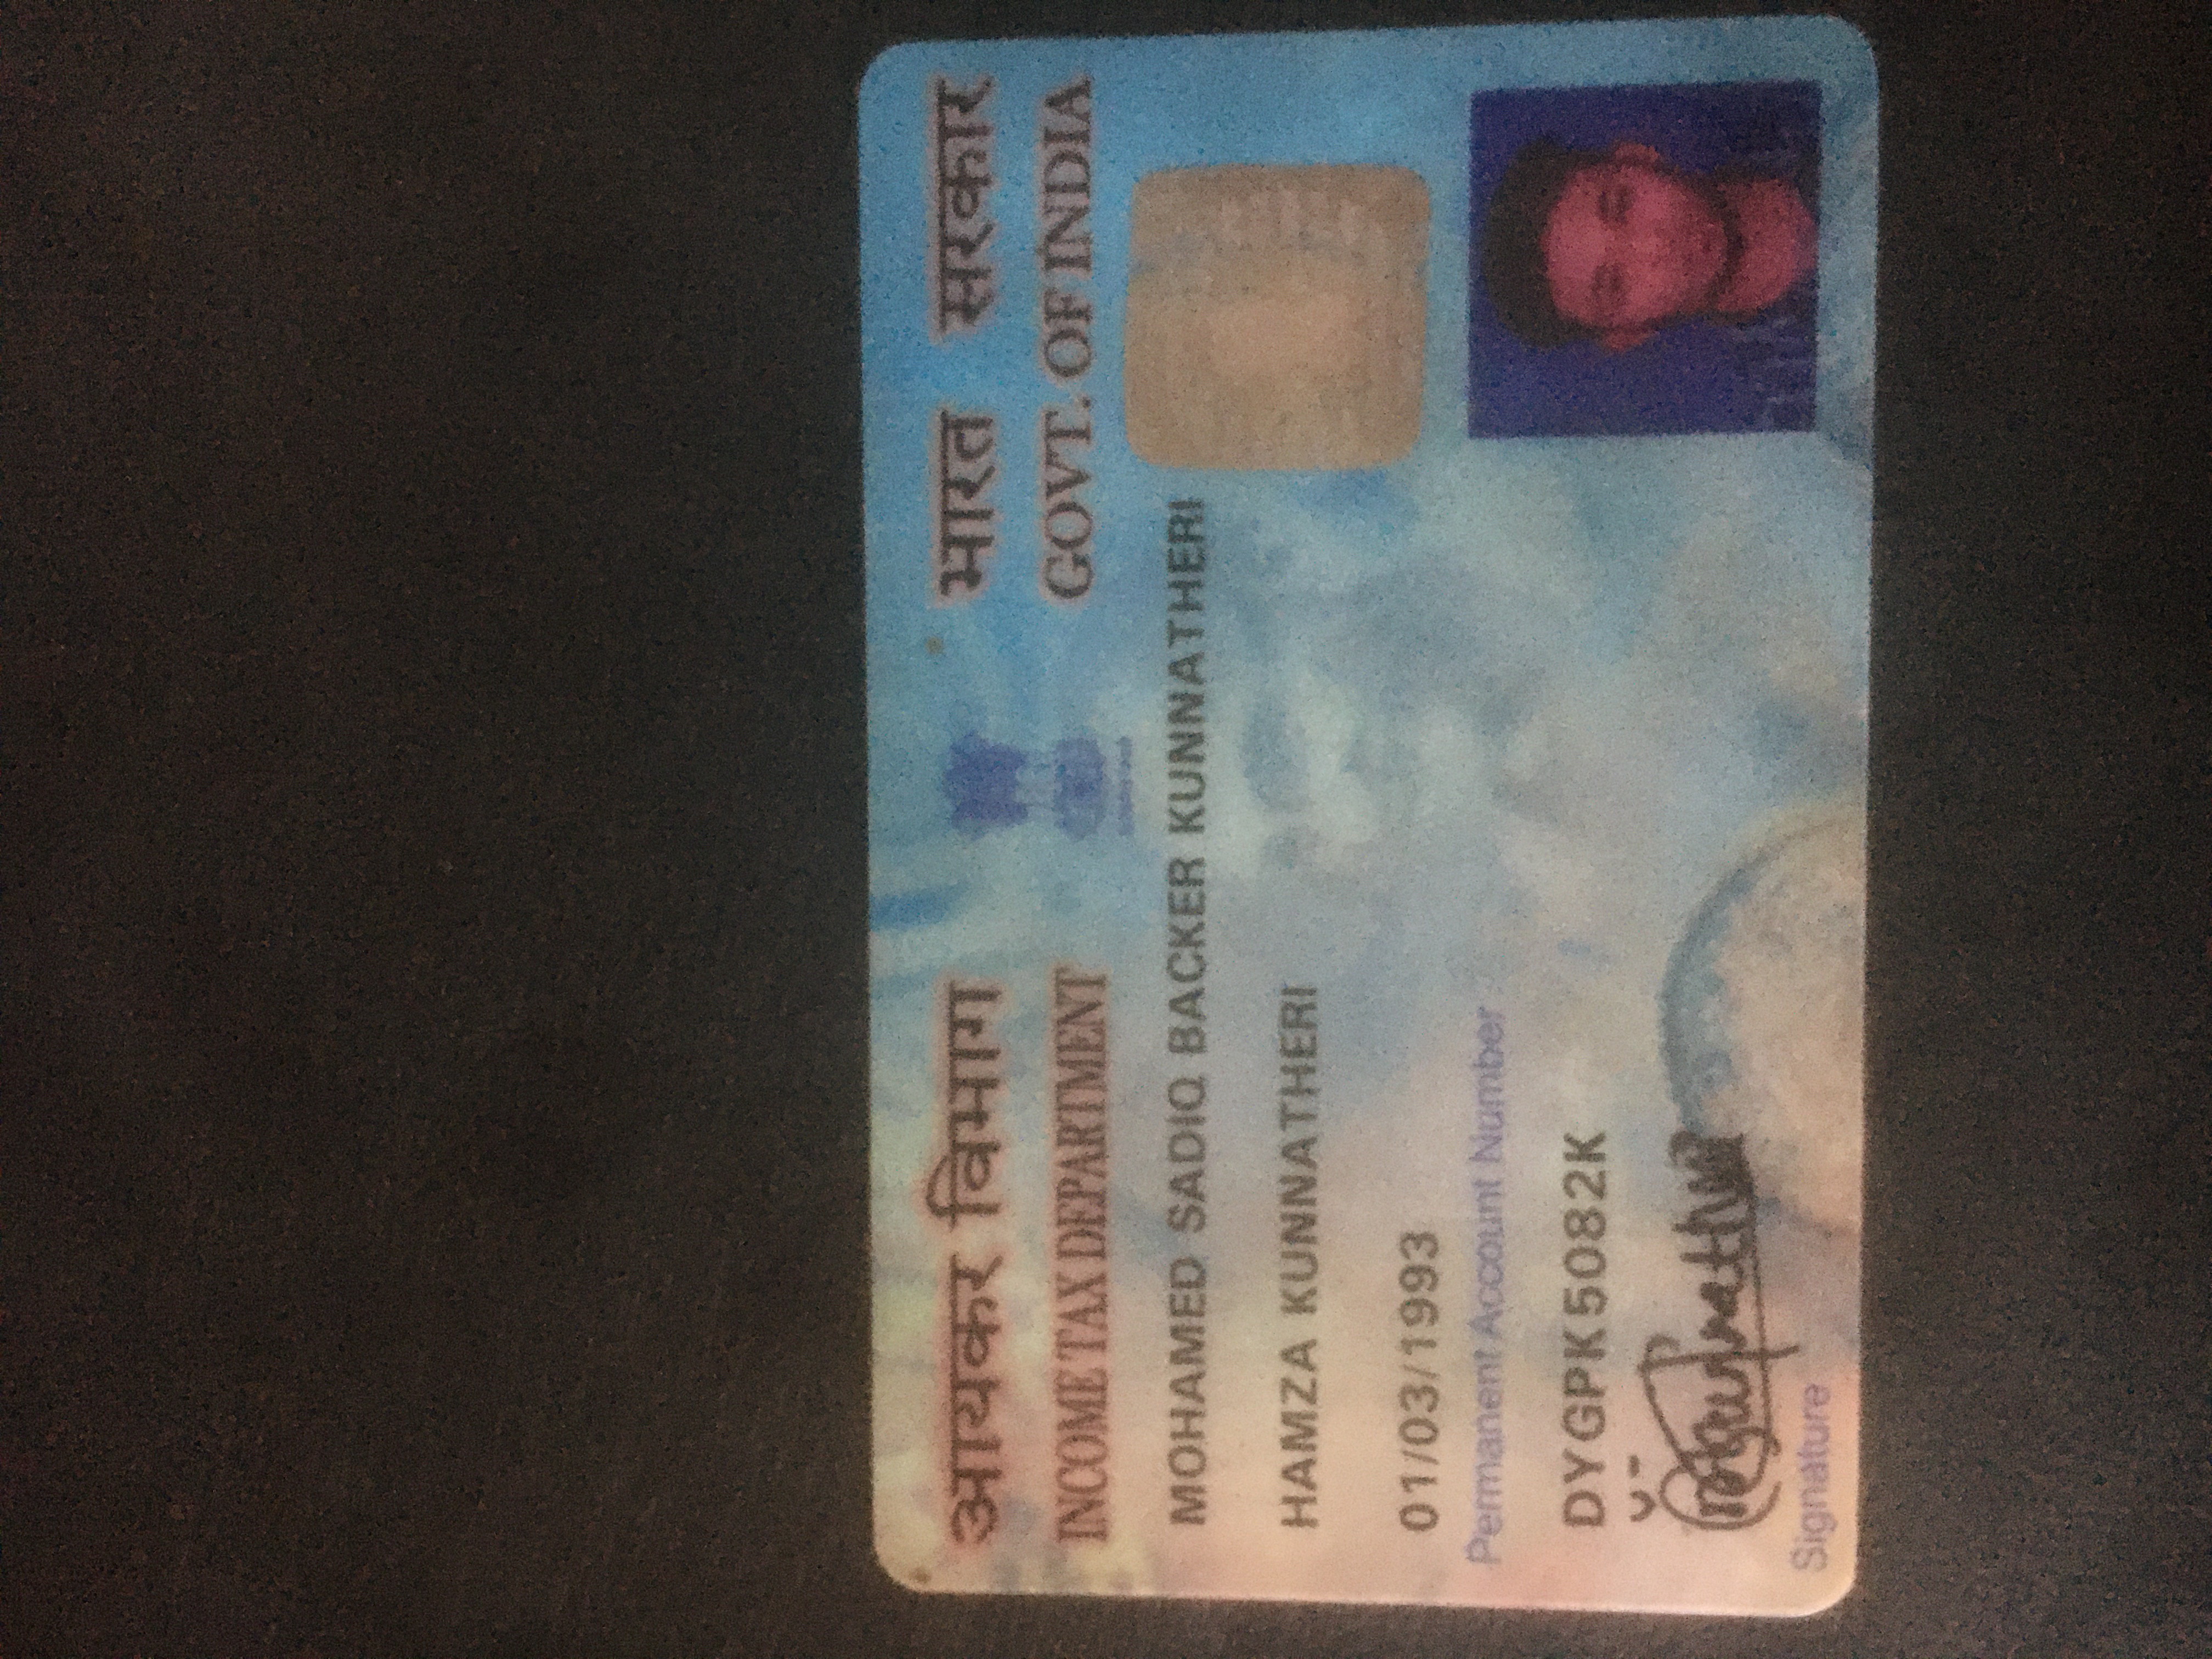 आयकर विभाग
INCOME TAX DEPARTMENT
भारत सरकार
GOVT. OF INDIA
MOHAMED SADIQ BACKER KUNNATHERI
HAMZA KUNNATHERI
01/03/1993
Permanent Account Number
DYGPK5082K
Signature